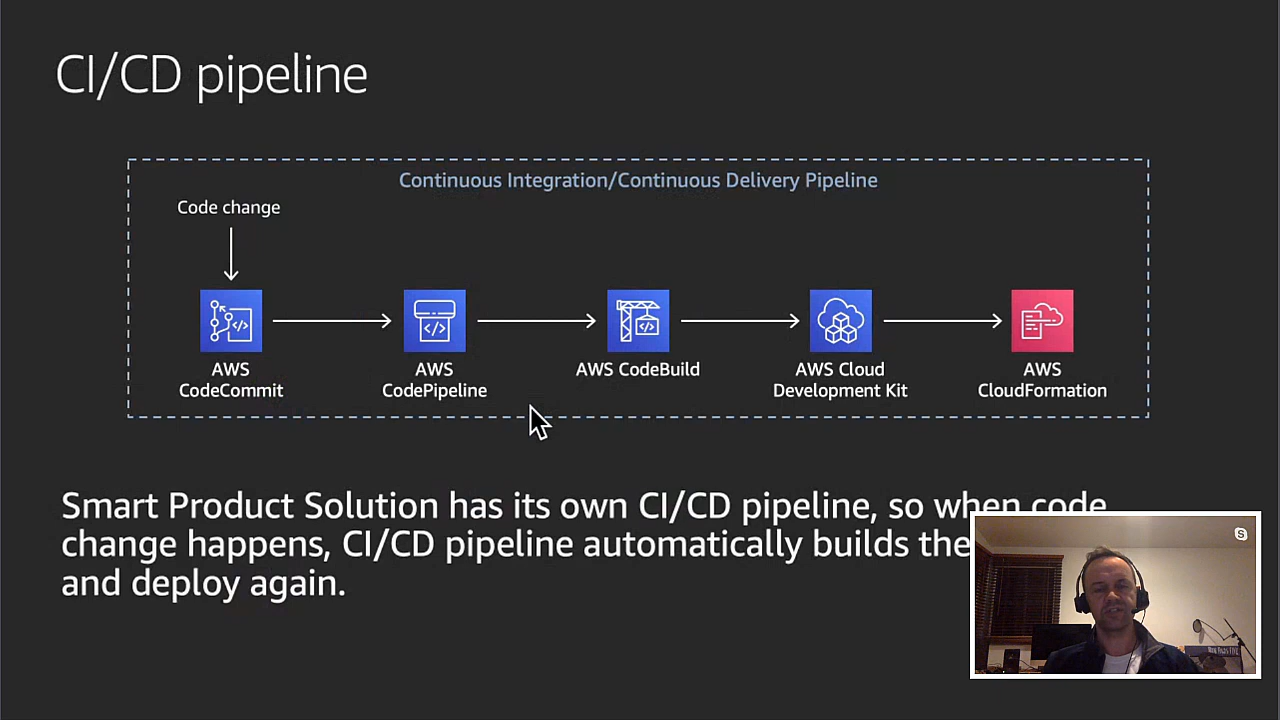 CI/CD pipeline
Continuous Integration/Continuous Delivery Pipeline
Code change
AWS
CodeCommit
AWS
CodePipeline
AWS CodeBuild
AWS Cloud
Development Kit
AWS
CloudFormation
Smart Product Solution has its own CI/CD pipeline, so when code
change happens, CI/CD pipeline automatically builds the
and deploy again.